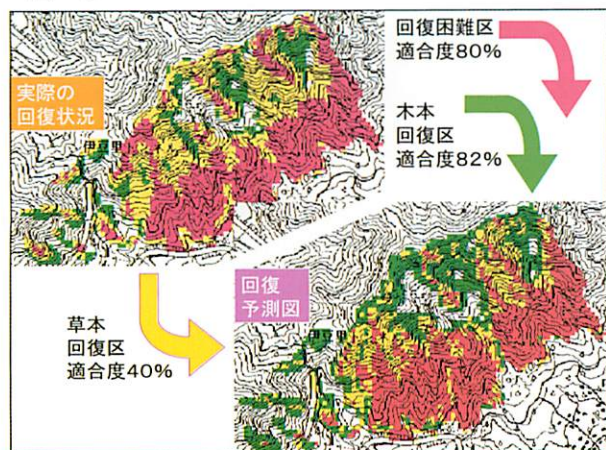 実際の
回復状況
伊豆里
回復困難区
適合度80%
木本
回復区
適合度82%
草本
回復区
適合度40%
回復
予測図
伊豆里